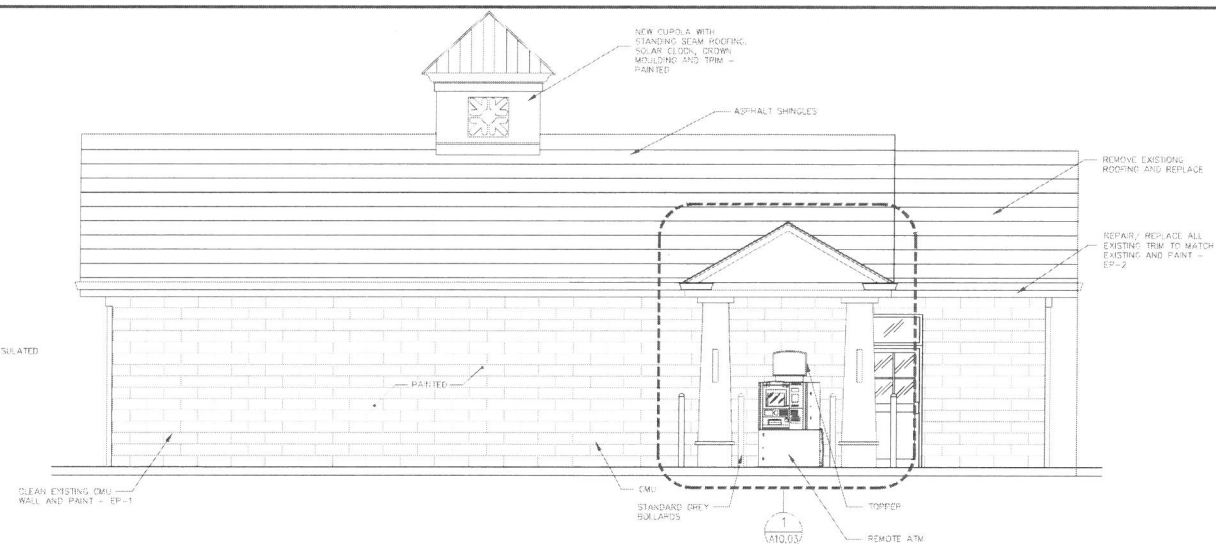 NEW CUPOLA WITH
STANDING SEAM ROOFING,
SOLAR CLOCK, CROWN
MOULDING AND TRIM -
PAINTED
ASPHALT SHINGLES
REMOVE EXISTIONG
ROOFING AND REPLACE
REPAIR/ REPLACE ALL
EXISTING TRIM TO MATCH
EXISTING AND PAINT -
EP-2
SULATED
PAINTED
CLEAN EXISTING CMU
WALL AND PAINT - EP-1
CMU
STANDARD GREY
BOLLARDS
TOPPER
1
A10.03
REMOTE ATM